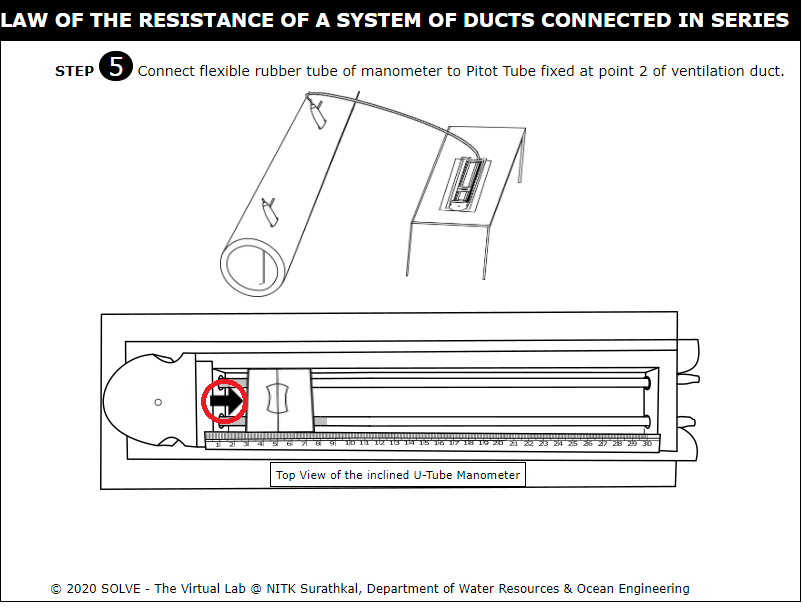 LAW OF THE RESISTANCE OF A SYSTEM OF DUCTS CONNECTED IN SERIES
STEP 5 Connect flexible rubber tube of manometer to Pitot Tube fixed at point 2 of ventilation duct.
1 2 3 4 5 6 7 8 9 10 11 12 13 14 15 16 17 18 19 20 21 22 23 24 25 26 27 28 29 30
Top View of the inclined U-Tube Manometer
© 2020 SOLVE - The Virtual Lab @ NITK Surathkal, Department of Water Resources & Ocean Engineering